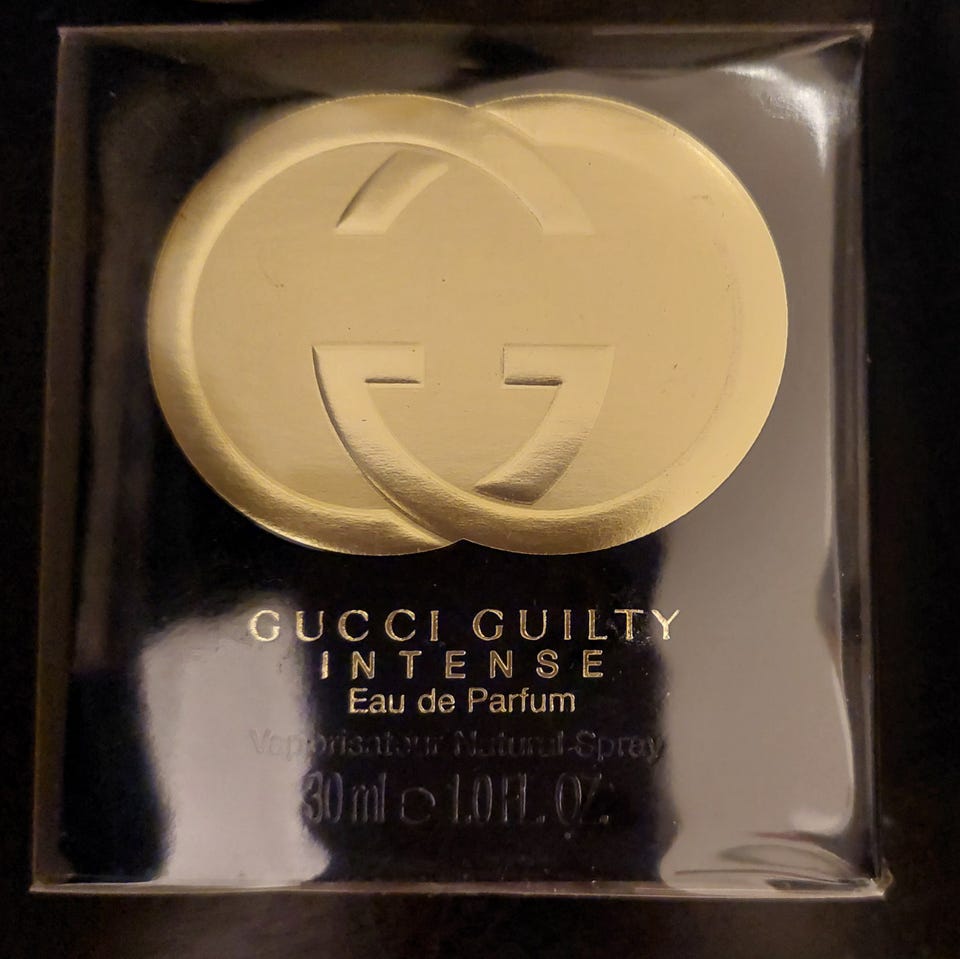 GUCCI GUILTY
INTENSE
Eau de Parfum
Vaporisateur Natural Spray
30 ml e 1.0 FL. OZ.